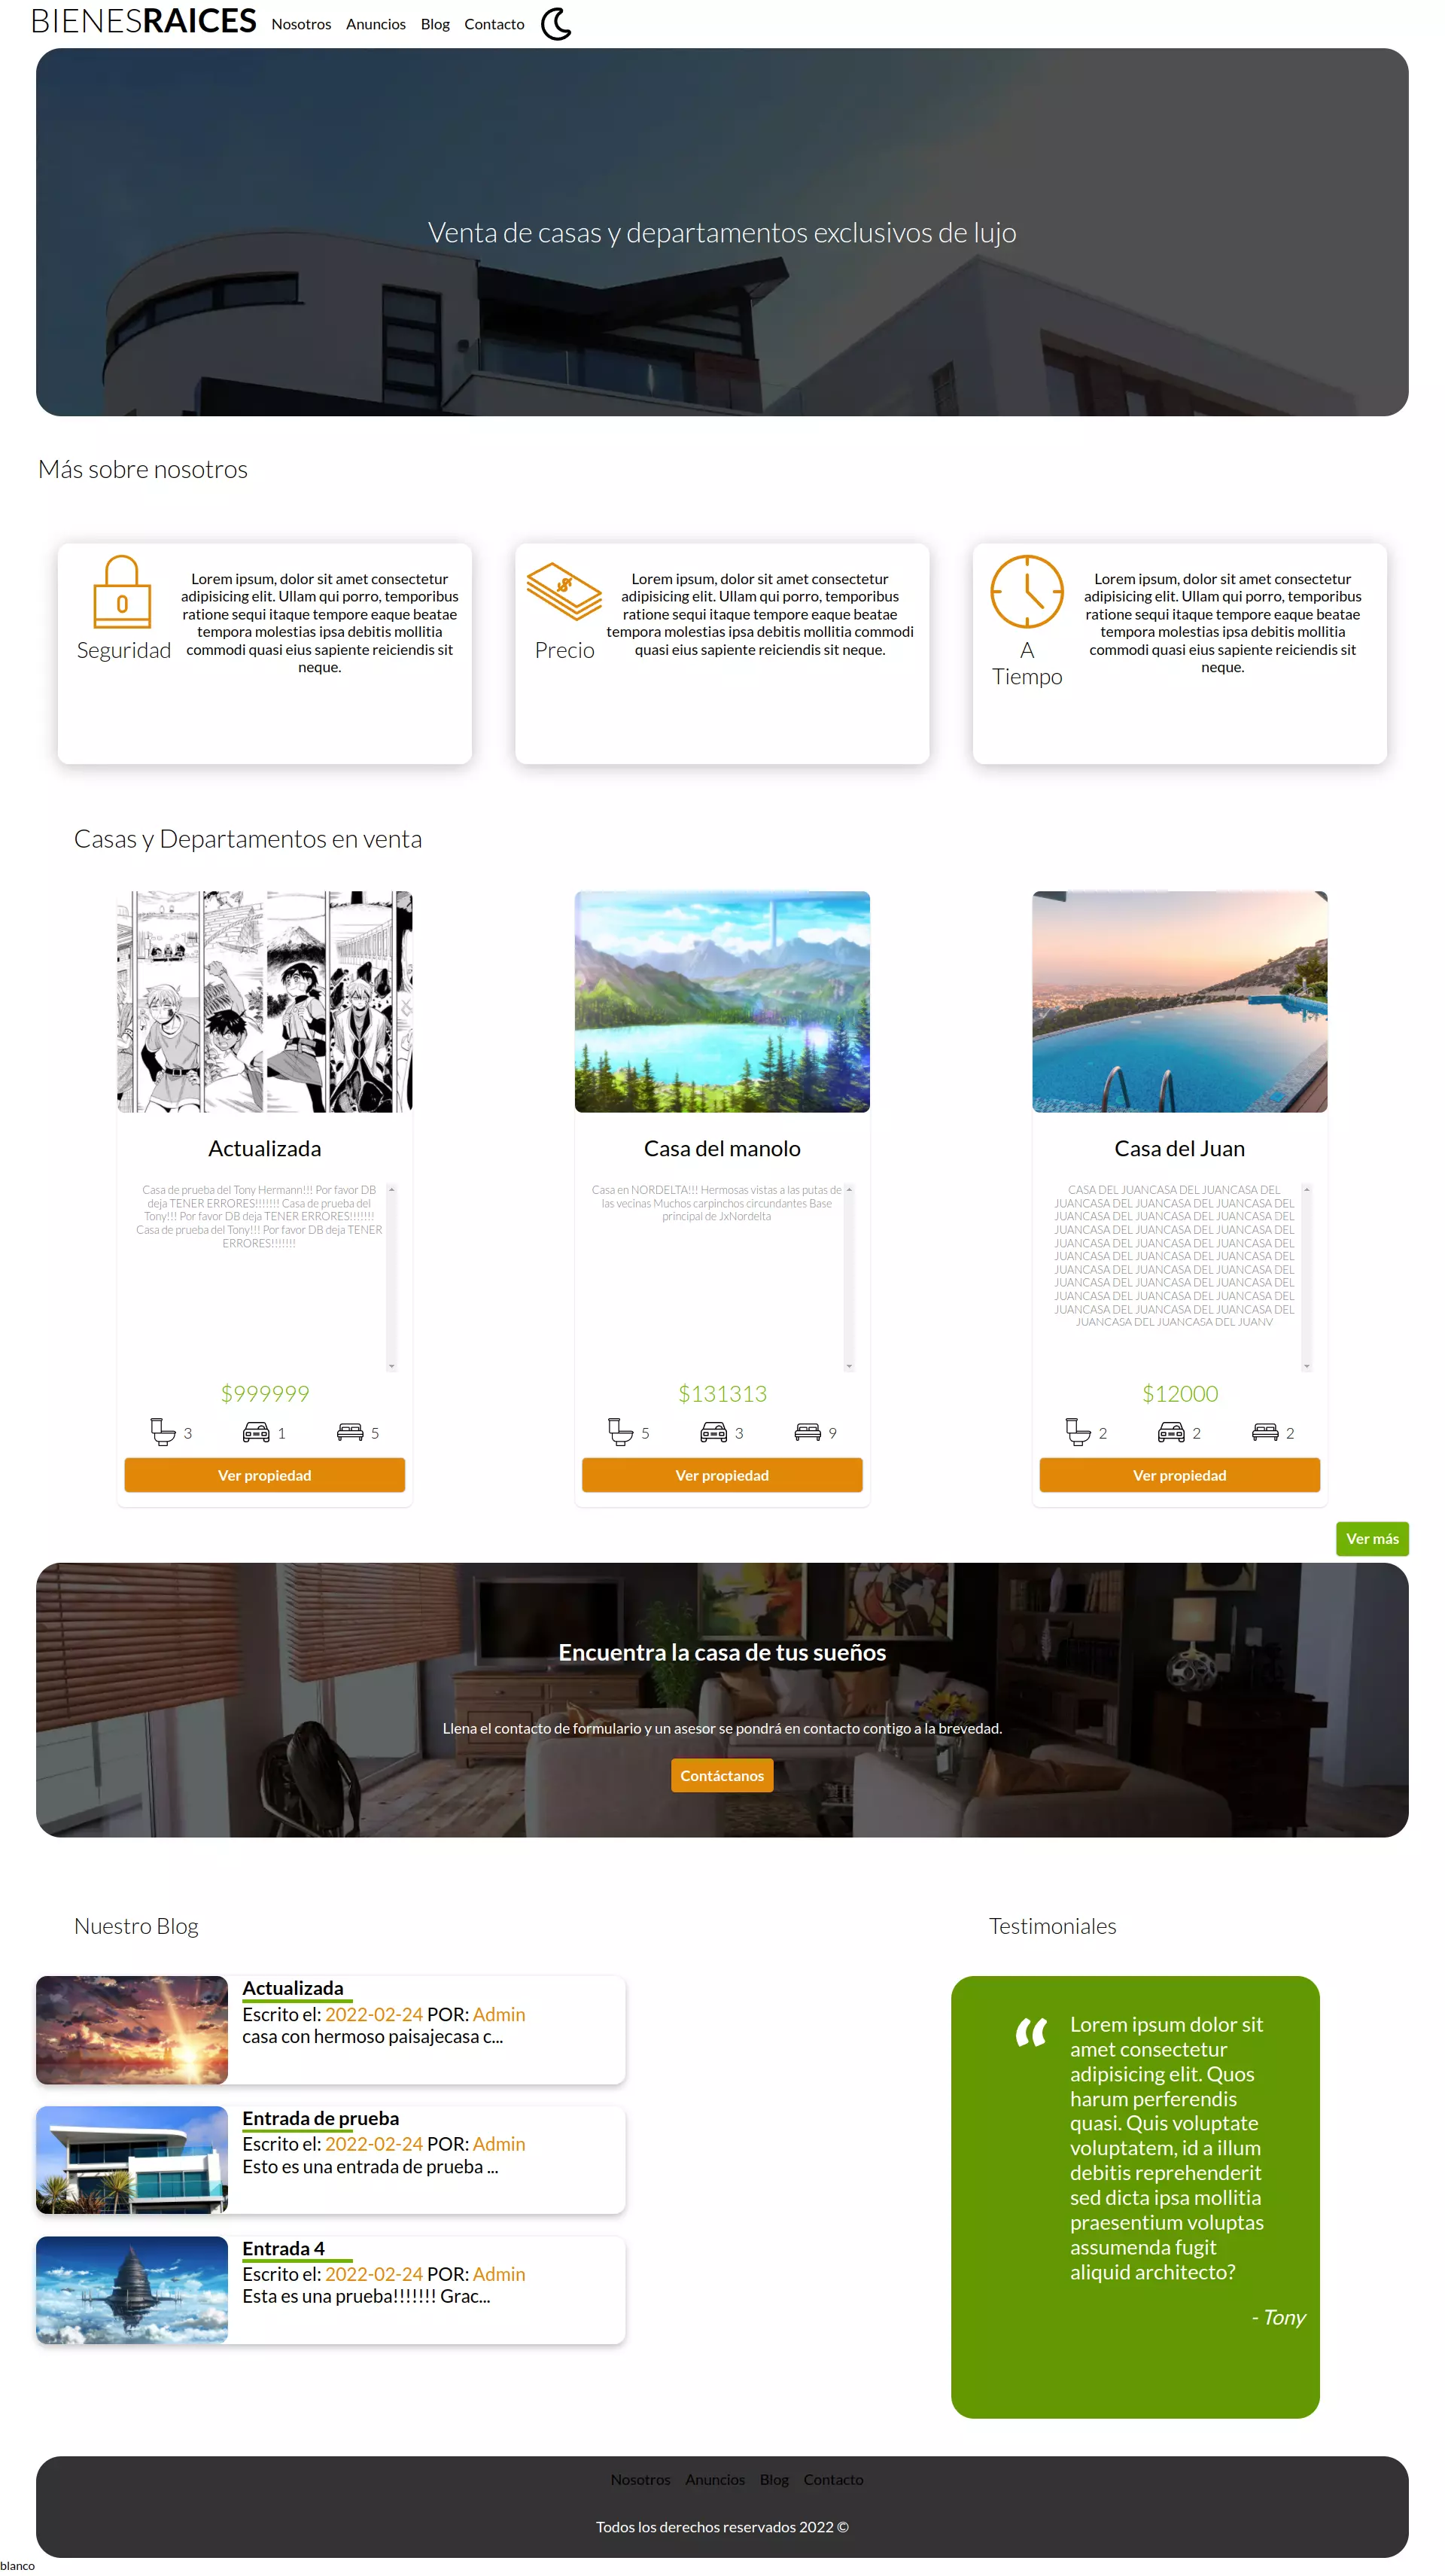 BIENESRAICES Nosotros Anuncios Blog Contacto
Venta de casas y departamentos exclusivos de lujo
Más sobre nosotros
Seguridad
Lorem ipsum, dolor sit amet consectetur
adipisicing elit. Ullam qui porro, temporibus
ratione sequi itaque tempore eaque beatae
tempora molestias ipsa debitis mollitia
commodi quasi eius sapiente reiciendis sit
neque.
Precio
Lorem ipsum, dolor sit amet consectetur
adipisicing elit. Ullam qui porro, temporibus
ratione sequi itaque tempore eaque beatae
tempora molestias ipsa debitis mollitia commodi
quasi eius sapiente reiciendis sit neque.
A
Tiempo
Lorem ipsum, dolor sit amet consectetur
adipisicing elit. Ullam qui porro, temporibus
ratione sequi itaque tempore eaque beatae
tempora molestias ipsa debitis mollitia
commodi quasi eius sapiente reiciendis sit
neque.
Casas y Departamentos en venta
Actualizada
Casa de prueba del Tony Hermann!!! Por favor DB
deja TENER ERRORES!!!!!!! Casa de prueba del
Tony!!! Por favor DB deja TENER ERRORES!!!!!!!
Casa de prueba del Tony!!! Por favor DB deja TENER
ERRORES!!!!!!!
$999999
3 1 5
Ver propiedad
Casa del manolo
Casa en NORDELTA!!! Hermosas vistas a las putas de
las vecinas Muchos carpinchos circundantes Base
principal de JxNordelta
$131313
5 3 9
Ver propiedad
Casa del Juan
CASA DEL JUANCASA DEL JUANCASA DEL
JUANCASA DEL JUANCASA DEL JUANCASA DEL
JUANCASA DEL JUANCASA DEL JUANCASA DEL
JUANCASA DEL JUANCASA DEL JUANCASA DEL
JUANCASA DEL JUANCASA DEL JUANCASA DEL
JUANCASA DEL JUANCASA DEL JUANCASA DEL
JUANCASA DEL JUANCASA DEL JUANCASA DEL
JUANCASA DEL JUANCASA DEL JUANCASA DEL
JUANCASA DEL JUANCASA DEL JUANCASA DEL
JUANCASA DEL JUANCASA DEL JUANCASA DEL
JUANCASA DEL JUANCASA DEL JUANV
$12000
2 2 2
Ver propiedad
Ver más
Encuentra la casa de tus sueños
Llena el contacto de formulario y un asesor se pondrá en contacto contigo a la brevedad.
Contáctanos
Nuestro Blog
Actualizada
Escrito el: 2022-02-24 POR: Admin
casa con hermoso paisajecasa c...
Entrada de prueba
Escrito el: 2022-02-24 POR: Admin
Esto es una entrada de prueba ...
Entrada 4
Escrito el: 2022-02-24 POR: Admin
Esta es una prueba!!!!!!! Grac...
Testimoniales
“ Lorem ipsum dolor sit
amet consectetur
adipisicing elit. Quos
harum perferendis
quasi. Quis voluptate
voluptatem, id a illum
debitis reprehenderit
sed dicta ipsa mollitia
praesentium voluptas
assumenda fugit
aliquid architecto?
- Tony
Nosotros Anuncios Blog Contacto
Todos los derechos reservados 2022 ©
blanco